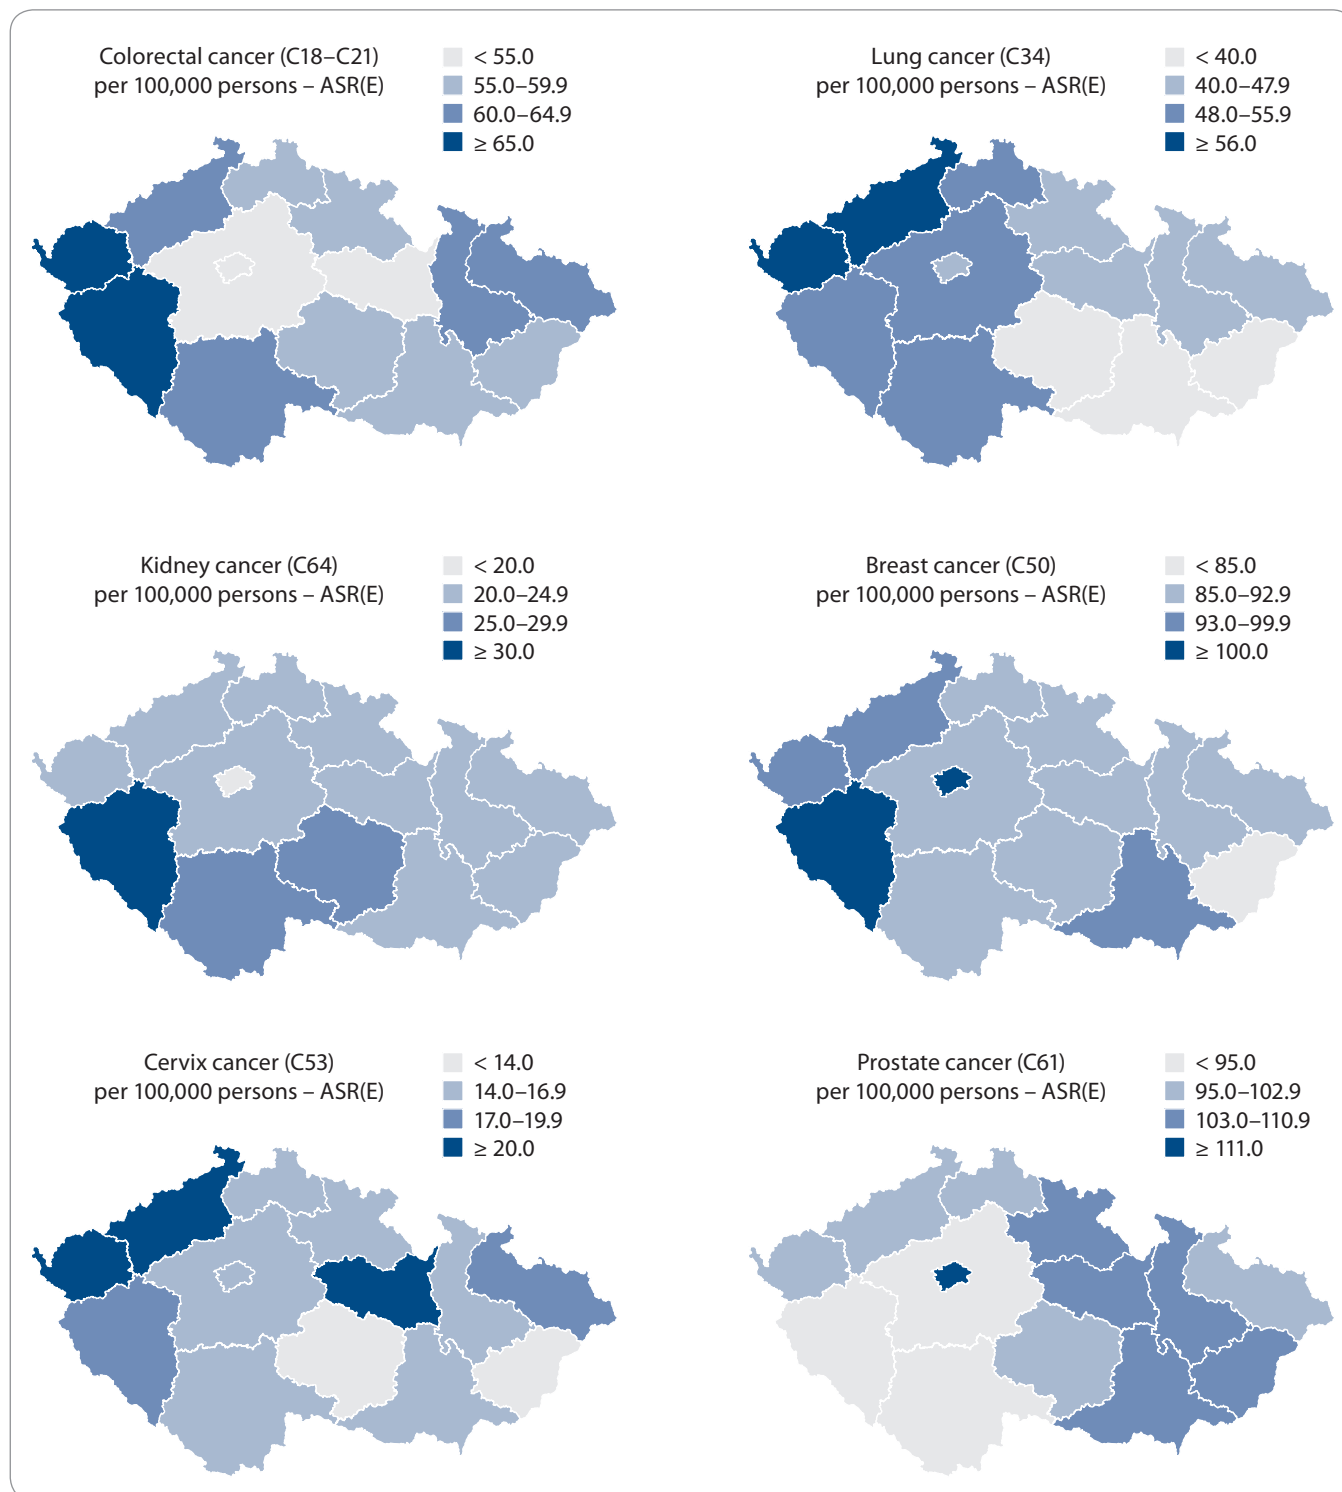 Colorectal cancer (C18–C21)
per 100,000 persons – ASR(E)
< 55.0
55.0–59.9
60.0–64.9
≥ 65.0
Lung cancer (C34)
per 100,000 persons – ASR(E)
< 40.0
40.0–47.9
48.0–55.9
≥ 56.0
Kidney cancer (C64)
per 100,000 persons – ASR(E)
< 20.0
20.0–24.9
25.0–29.9
≥ 30.0
Breast cancer (C50)
per 100,000 persons – ASR(E)
< 85.0
85.0–92.9
93.0–99.9
≥ 100.0
Cervix cancer (C53)
per 100,000 persons – ASR(E)
< 14.0
14.0–16.9
17.0–19.9
≥ 20.0
Prostate cancer (C61)
per 100,000 persons – ASR(E)
< 95.0
95.0–102.9
103.0–110.9
≥ 111.0